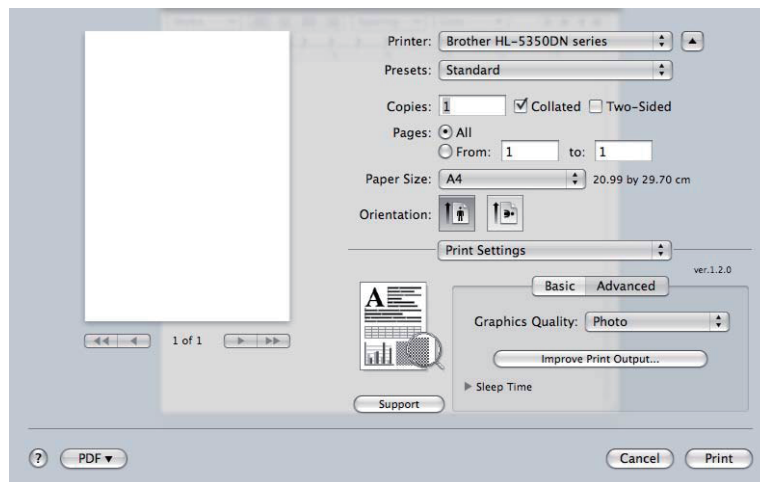 Printer: Brother HL-5350DN series
Presets: Standard
Copies: 1 Collated Two-Sided
Pages: All
From: 1 to: 1
Paper Size: A4 20.99 by 29.70 cm
Orientation:
Print Settings
ver.1.2.0
Basic Advanced
A
Graphics Quality: Photo
1 of 1
Improve Print Output...
Sleep Time
Support
? PDF▼ Cancel Print